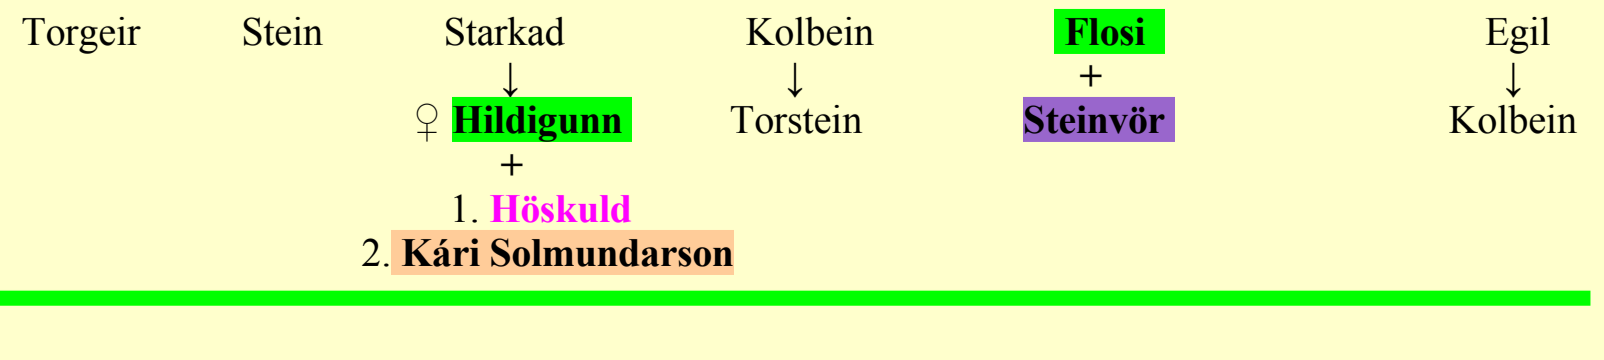 Torgeir Stein Starkad Kolbein Flosi Egil
↓ ↓ + ↓
♀ Hildigunn Torstein Steinvör Kolbein
+
1. Höskuld
2. Kári Solmundarson